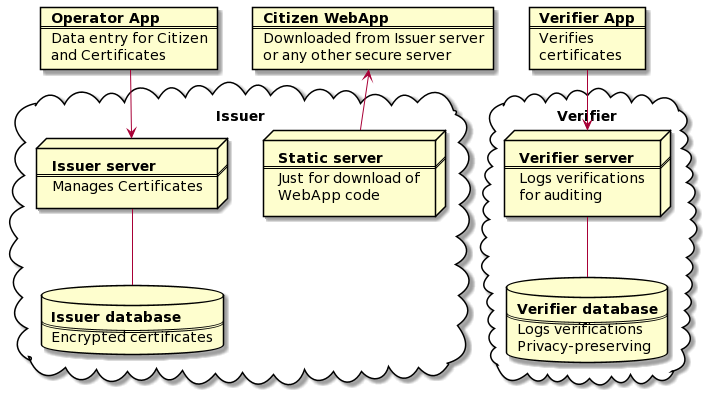 Operator App
Data entry for Citizen
and Certificates
Citizen WebApp
Downloaded from Issuer server
or any other secure server
Verifier App
Verifies
certificates
Issuer
Verifier
Issuer server
Manages Certificates
Static server
Just for download of
WebApp code
Verifier server
Logs verifications
for auditing
Issuer database
Encrypted certificates
Verifier database
Logs verifications
Privacy-preserving